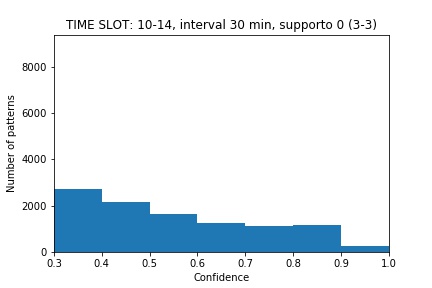 TIME SLOT: 10-14, interval 30 min, supporto 0 (3-3)
8000
6000
4000
2000
0
Number of patterns
0.3 0.4 0.5 0.6 0.7 0.8 0.9 1.0
Confidence